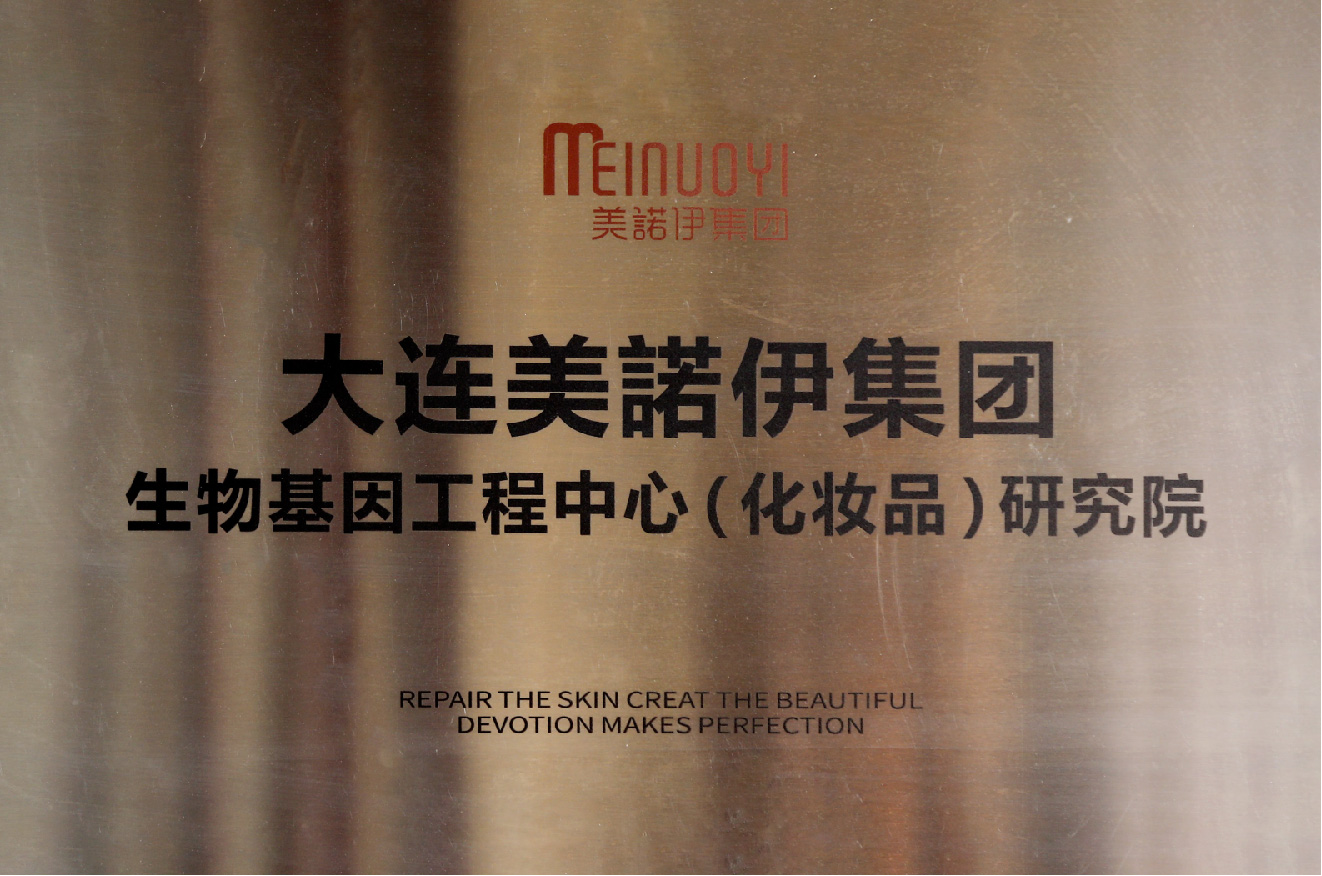 MEINUOYI
美諾伊集团
大连美諾伊集团
生物基因工程中心(化妆品)研究院
REPAIR THE SKIN CREAT THE BEAUTIFUL
DEVOTION MAKES PERFECTION